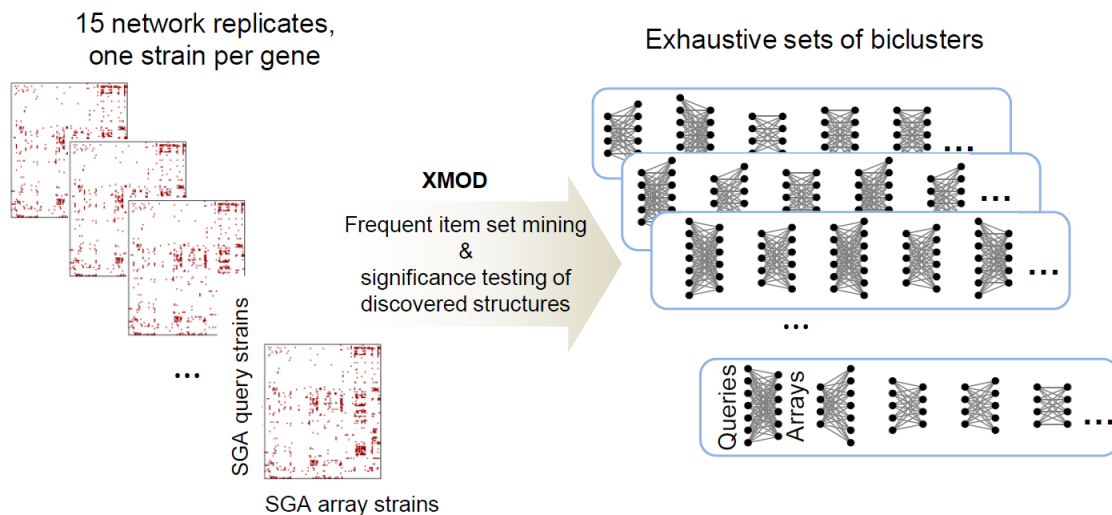 15 network replicates,
one strain per gene
...
SGA query strains
SGA array strains
XMOD
Frequent item set mining
&
significance testing of
discovered structures
Exhaustive sets of biclusters
...
...
...
...
Queries
Arrays
...